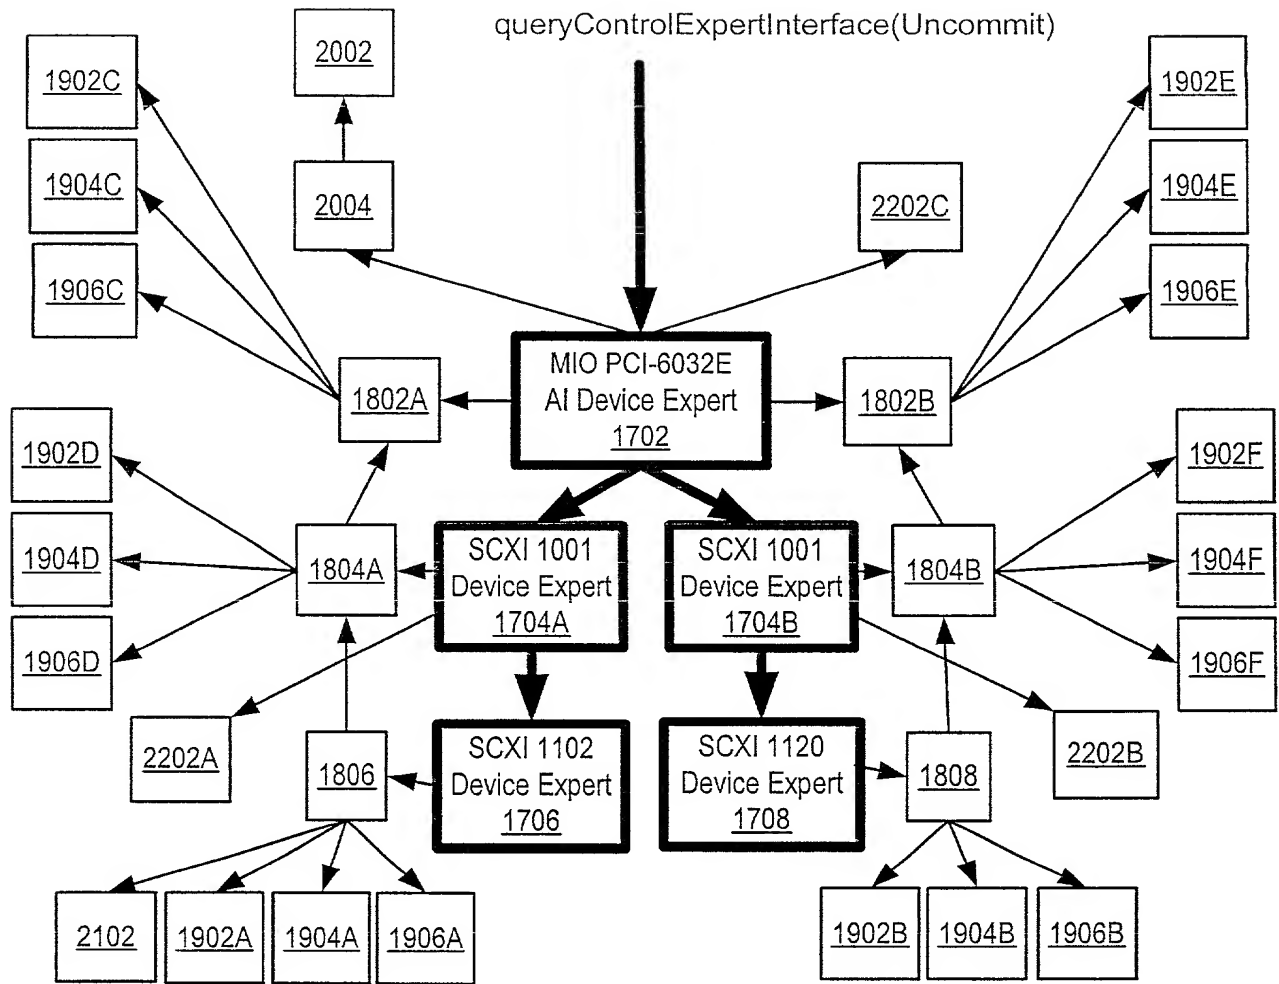 queryControlExpertInterface(Uncommit)
1902C
2002
1902E
1904C
2004
2202C
1904E
1906C
1906E
MIO PCI-6032E
AI Device Expert
1702
1802A
1802B
1902D
1902F
1904D
1804A
SCXI 1001
Device Expert
1704A
SCXI 1001
Device Expert
1704B
1804B
1904F
1906D
1906F
2202A
1806
SCXI 1102
Device Expert
1706
SCXI 1120
Device Expert
1708
1808
2202B
2102
1902A
1904A
1906A
1902B
1904B
1906B